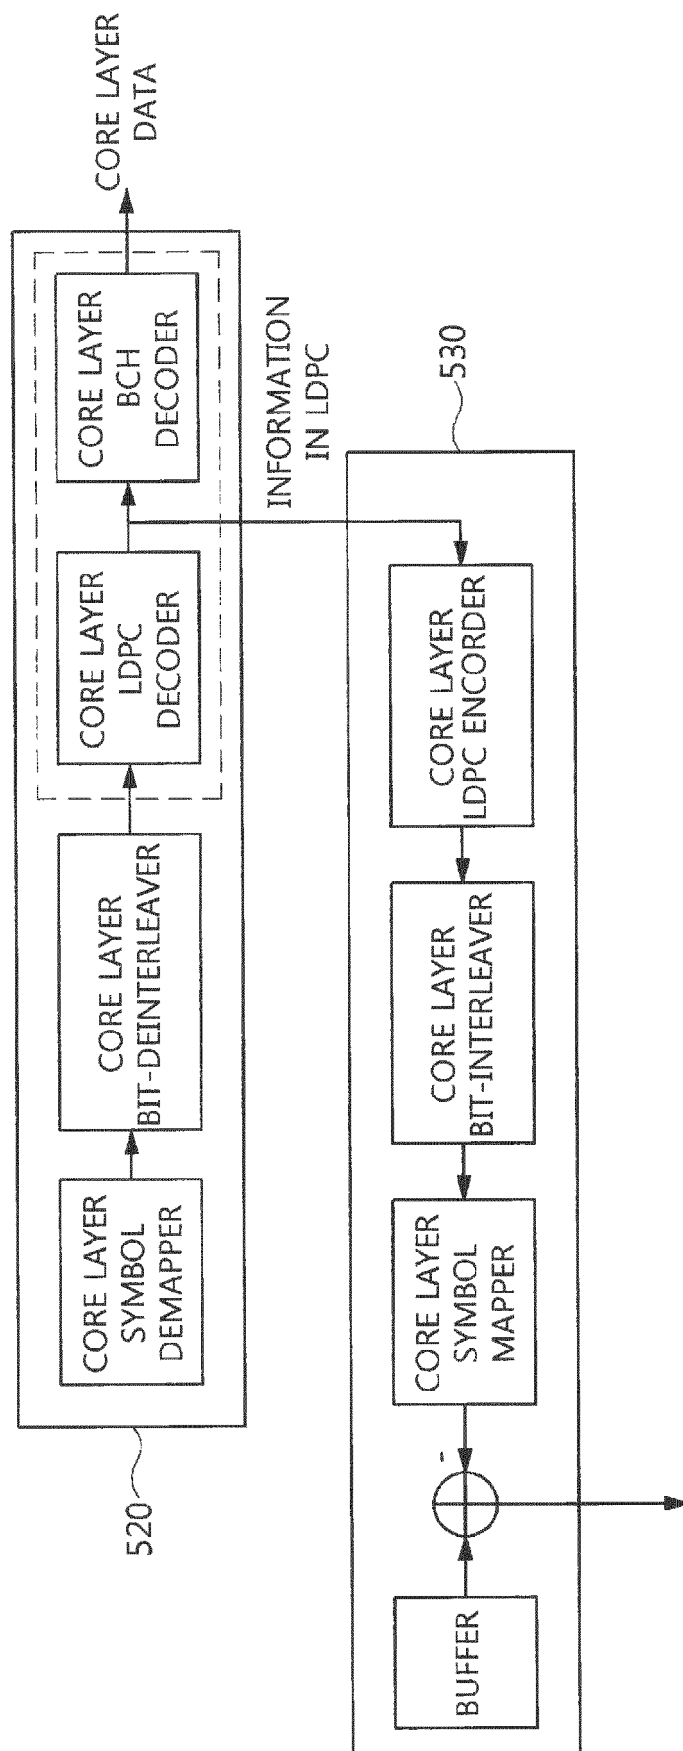 520
CORE LAYER
SYMBOL
DEMAPPER
CORE LAYER
BIT-DEINTERLEAVER
CORE LAYER
LDPC
DECODER
CORE LAYER
BCH
DECODER
CORE LAYER
DATA
INFORMATION
IN LDPC
530
BUFFER
-
CORE LAYER
SYMBOL
MAPPER
CORE LAYER
BIT-INTERLEAVER
CORE LAYER
LDPC ENCORDER